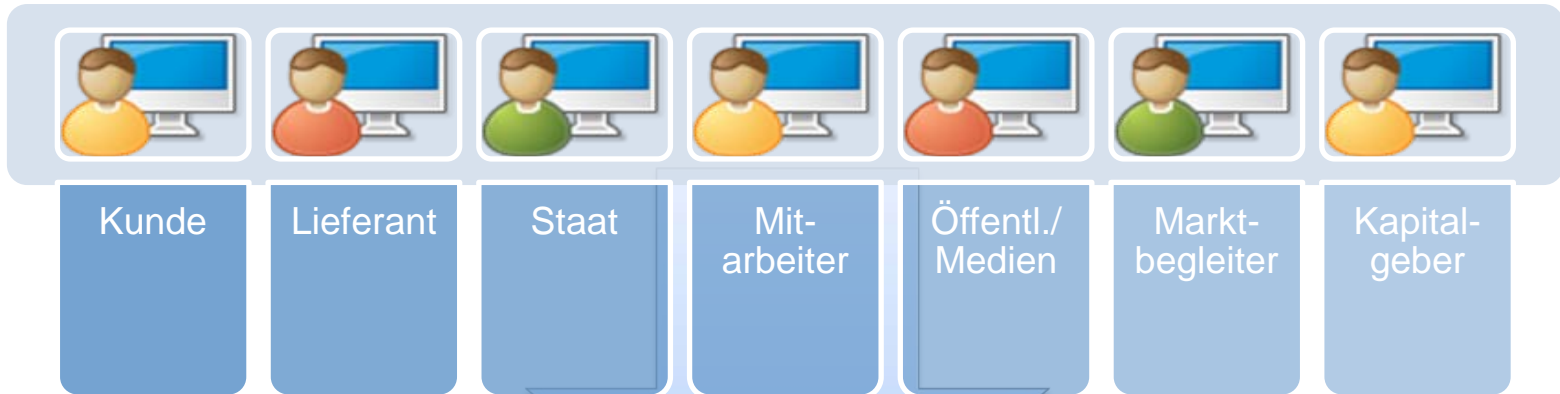 Kunde
Lieferant
Staat
Mit-
arbeiter
Öffentl./
Medien
Markt-
begleiter
Kapital-
geber